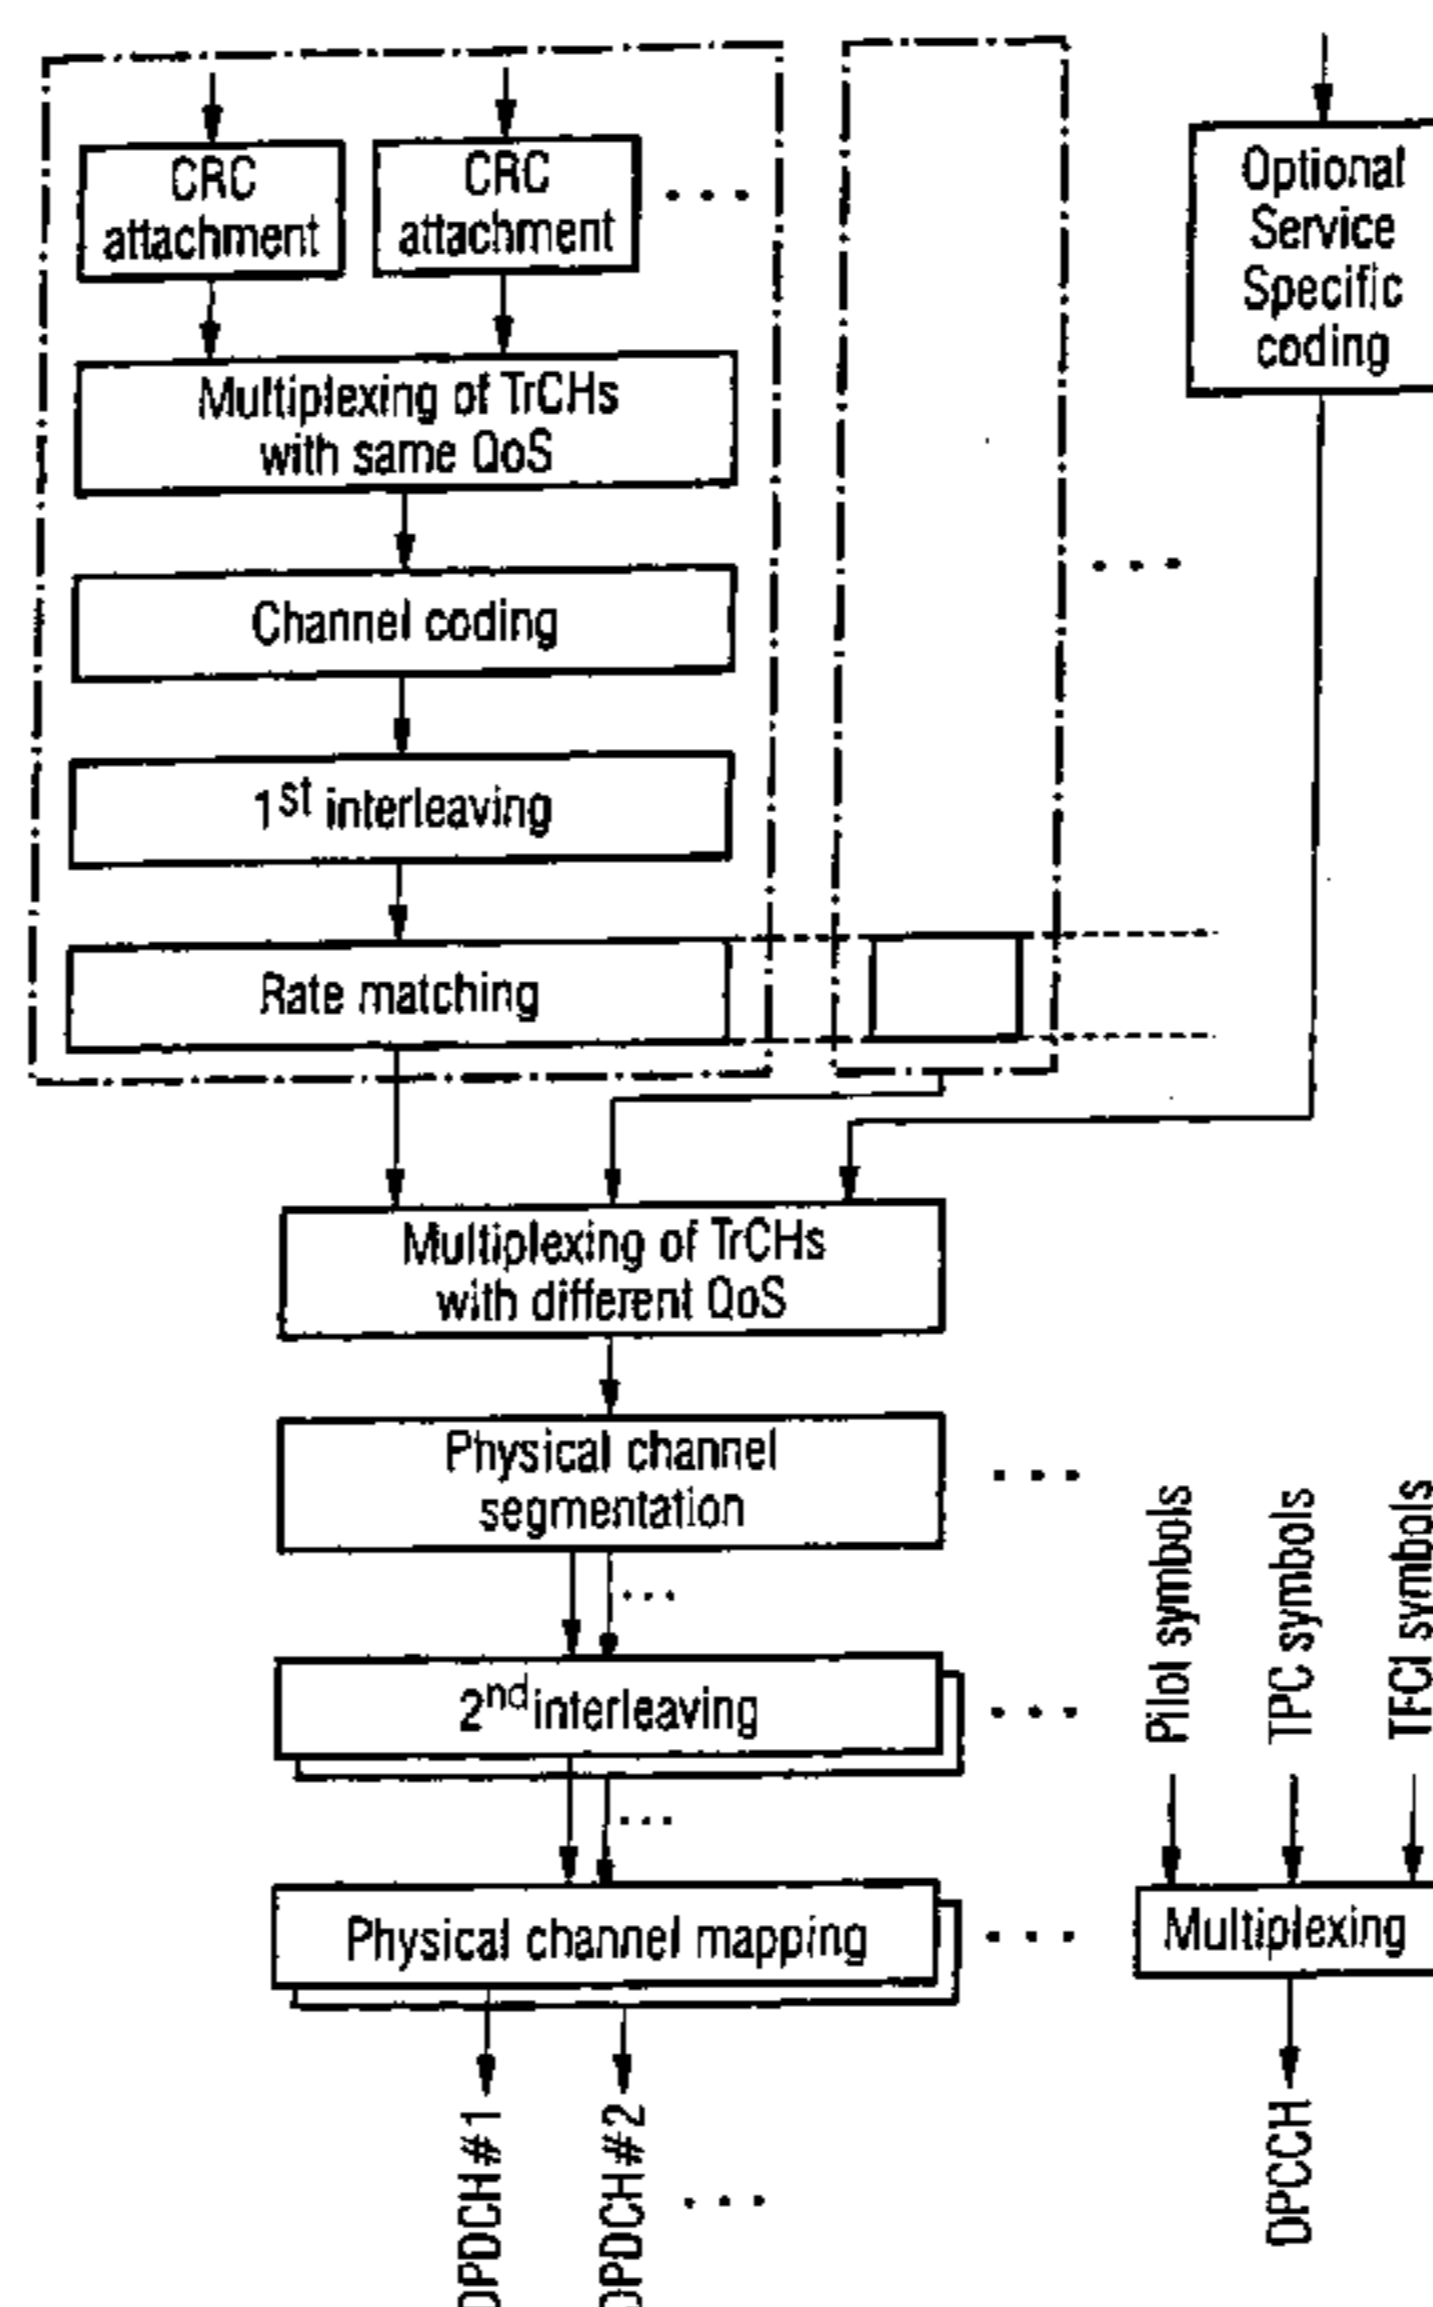 CRC
attachment
CRC
attachment
Optional
Service
Specific
coding
Multiplexing of TrCHs
with same QoS
Channel coding
1st interleaving
Rate matching
Multiplexing of TrCHs
with different QoS
Physical channel
segmentation
Pilot symbols
TPC symbols
TFCI symbols
2nd interleaving
Physical channel mapping
Multiplexing
DPDCH#1
DPDCH#2
DPCCH